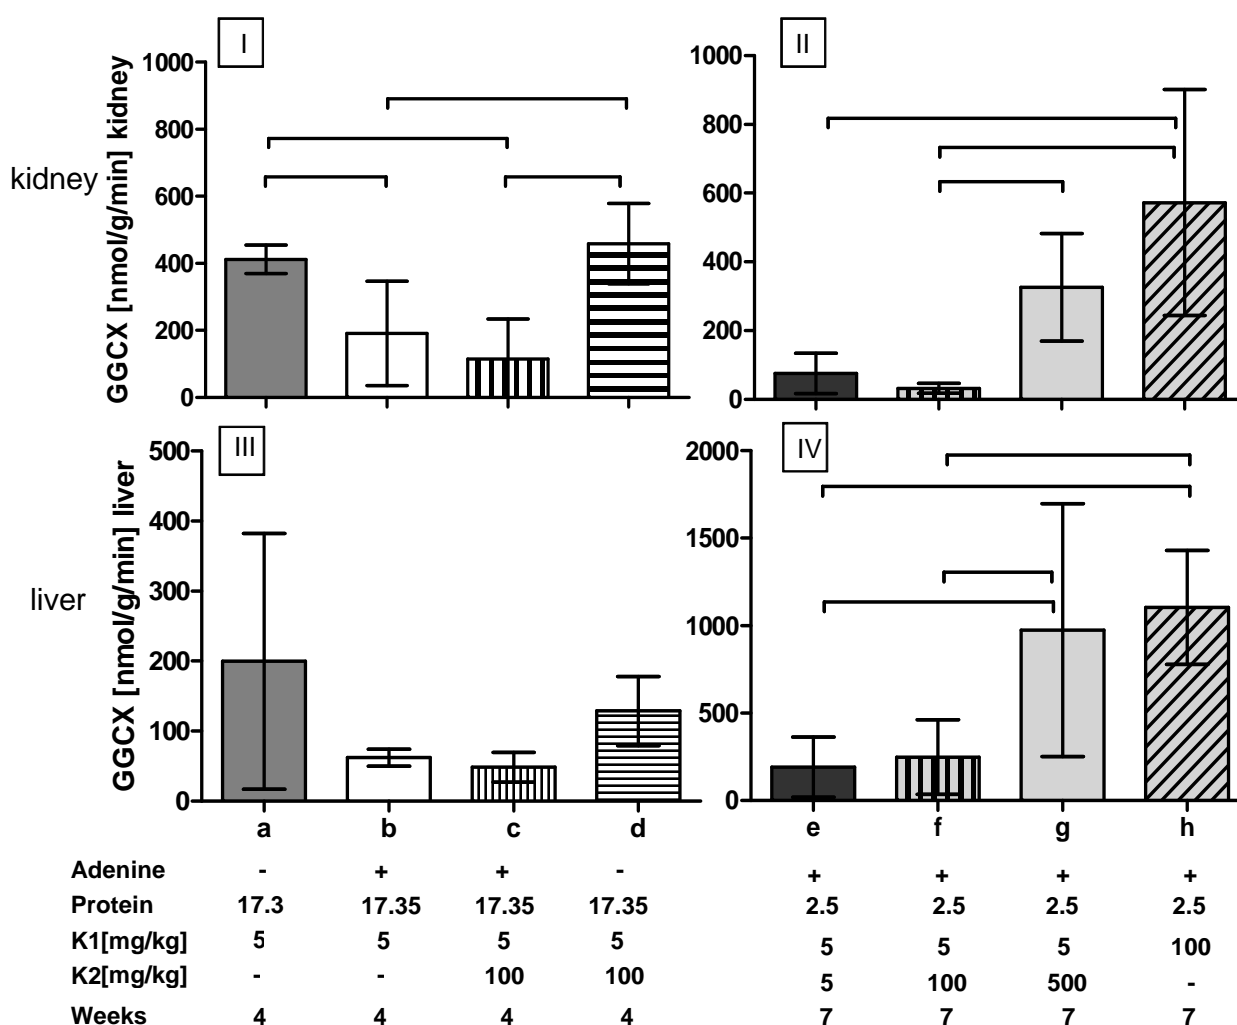 I
II
1000
800
600
400
200
0
1000
800
600
400
200
0
kidney
GGCX [nmol/g/min] kidney
III
IV
500
400
300
200
100
0
2000
1500
1000
500
0
liver
GGCX [nmol/g/min] liver
a b c d e f g h
Adenine - + + - + + + +
Protein 17.3 17.35 17.35 17.35 2.5 2.5 2.5 2.5
K1[mg/kg] 5 5 5 5 5 5 5 100
K2[mg/kg] - - 100 100 5 100 500 -
Weeks 4 4 4 4 7 7 7 7